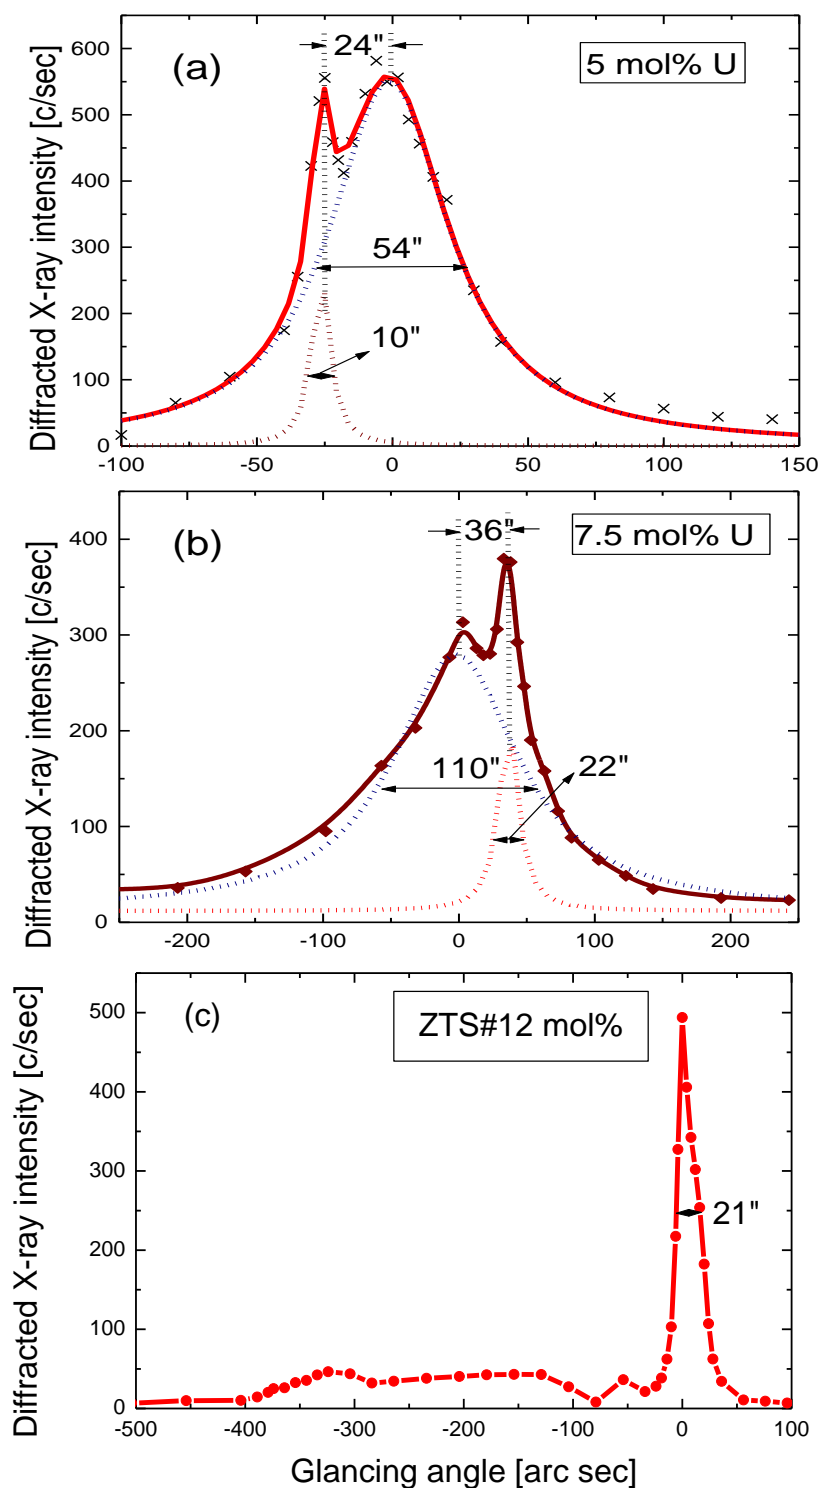 (a)
24"
5 mol% U
54"
10"
Diffracted X-ray intensity [c/sec]
600
500
400
300
200
100
0
-100 -50 0 50 100 150
(b)
36"
7.5 mol% U
110"
22"
Diffracted X-ray intensity [c/sec]
400
300
200
100
0
-200 -100 0 100 200
(c)
ZTS#12 mol%
21"
Diffracted X-ray intensity [c/sec]
500
400
300
200
100
0
-500 -400 -300 -200 -100 0 100
Glancing angle [arc sec]